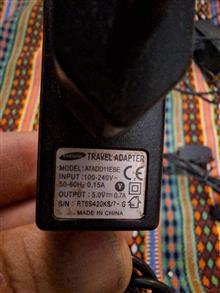 SAMSUNG TRAVEL ADAPTER
MODEL: ATADD11EBE
INPUT: 100-240V~
50-60Hz 0.15A
OUTPUT : 5.0V⎓ 0.7A
S/N : RT6S420KS/7- G
MADE IN CHINA